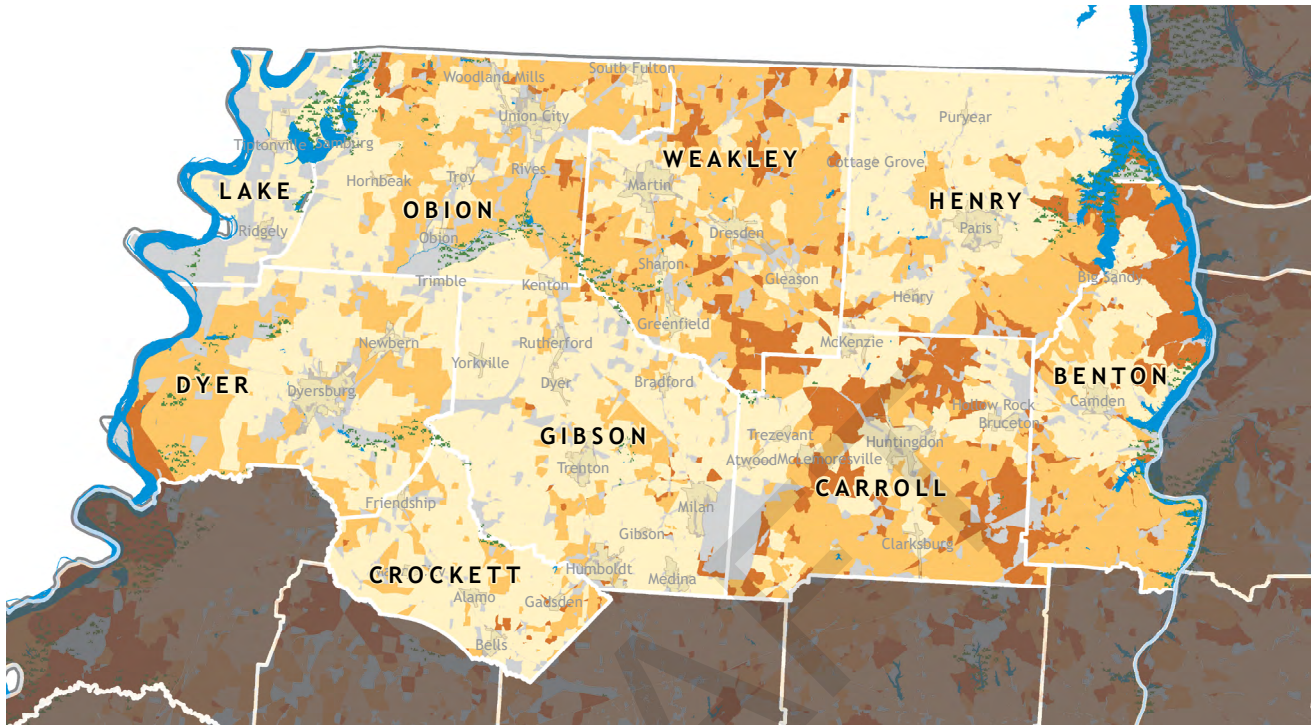 South Fulton
Woodland Mills
Union City
Puryear
Tiptonville
Samburg
WEAKLEY
Cottage Grove
Rives
Troy
Hornbeak
Martin
LAKE
OBION
HENRY
Paris
Ridgely
Obion
Dresden
Sharon
Gleason
Big Sandy
Trimble
Kenton
Henry
Greenfield
Newbern
Rutherford
McKenzie
Yorkville
DYER
Dyer
Bradford
BENTON
Dyersburg
Camden
Hollow Rock
Bruceton
GIBSON
Trezevant
Huntingdon
Atwood
McLemoresville
Trenton
CARROLL
Friendship
Milan
Gibson
Clarksburg
Humboldt
CROCKETT
Medina
Alamo
Gadsden
Bells